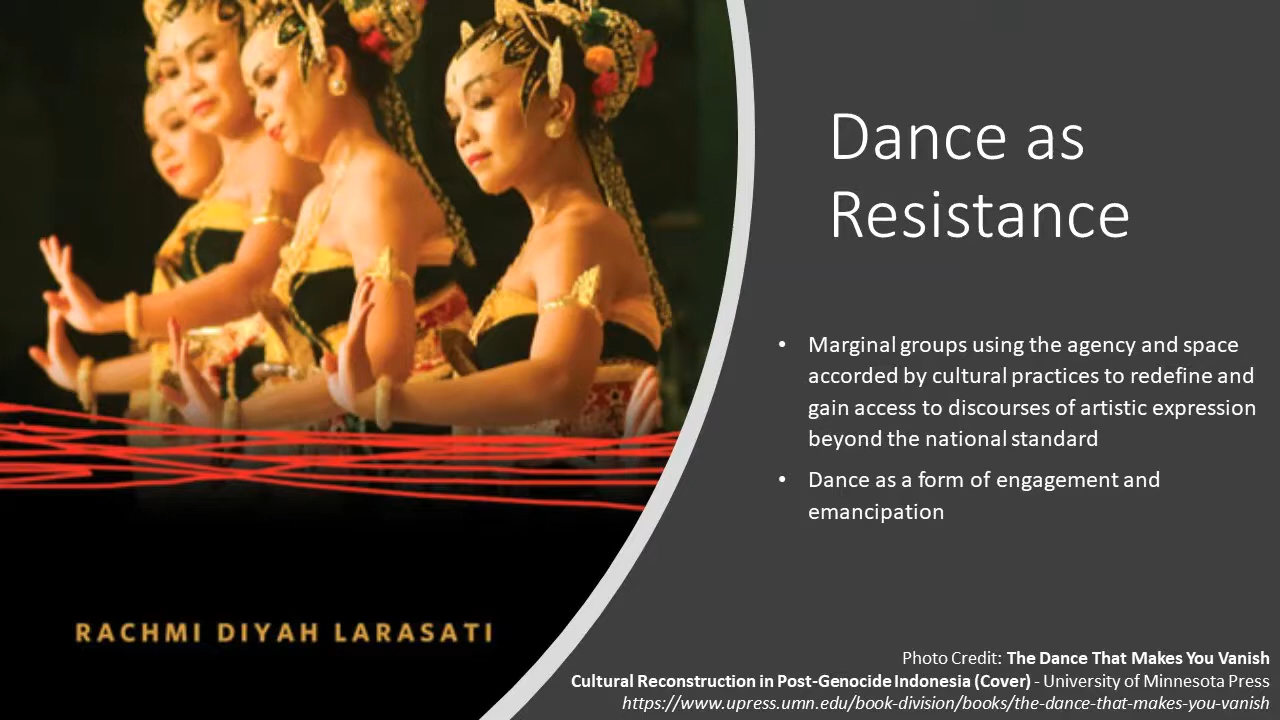 Dance as
Resistance
• Marginal groups using the agency and space
accorded by cultural practices to redefine and
gain access to discourses of artistic expression
beyond the national standard
• Dance as a form of engagement and
emancipation
RACHMI DIYAH LARASATI
Photo Credit: The Dance That Makes You Vanish
Cultural Reconstruction in Post-Genocide Indonesia (Cover) - University of Minnesota Press
https://www.upress.umn.edu/book-division/books/the-dance-that-makes-you-vanish